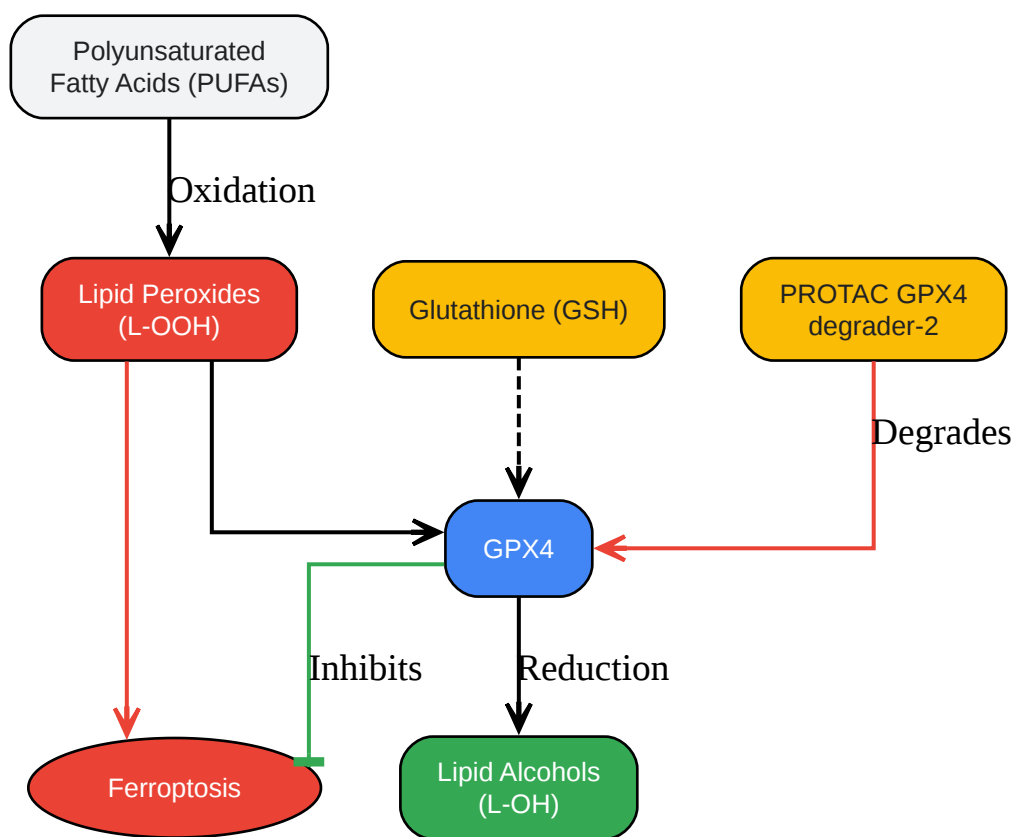 Polyunsaturated
Fatty Acids (PUFAs)
Oxidation
Lipid Peroxides
(L-OOH)
Glutathione (GSH)
PROTAC GPX4
degrader-2
Degrades
GPX4
Inhibits
Reduction
Ferroptosis
Lipid Alcohols
(L-OH)